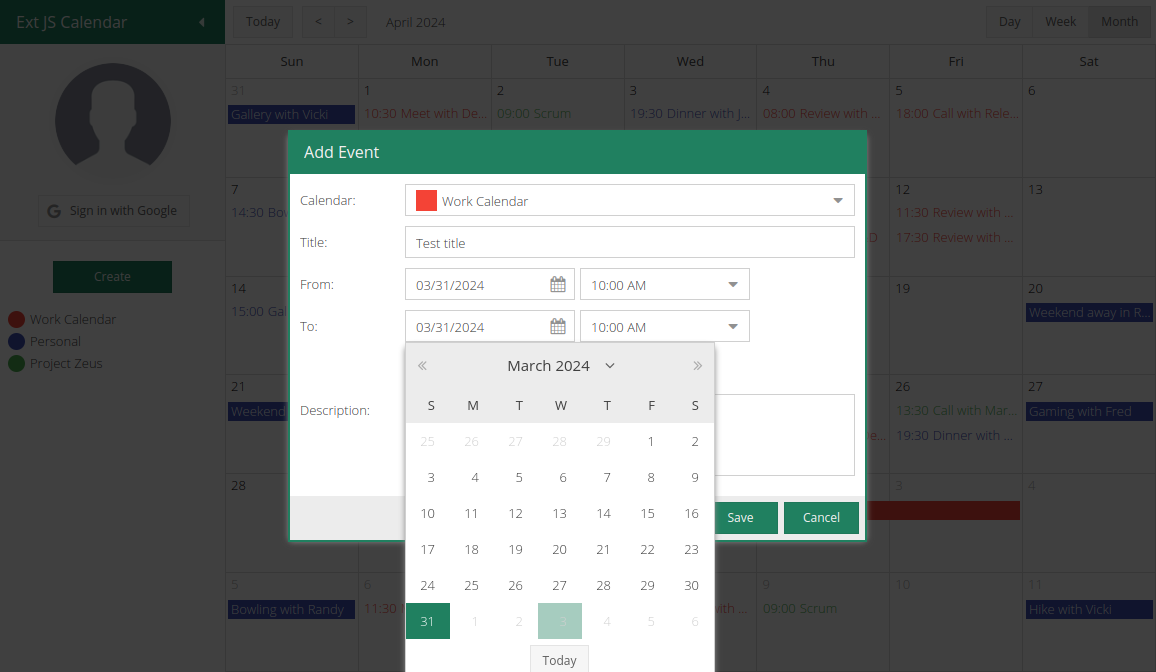 Ext JS Calendar
Today < > April 2024 Day Week Month
Sun Mon Tue Wed Thu Fri Sat
31 1 2 3 4 5 6
Gallery with Vicki 10:30 Meet with De... 09:00 Scrum 19:30 Dinner with J... 08:00 Review with ... 18:00 Call with Rele...
Sign in with Google
Create
Work Calendar
Personal
Project Zeus
7 12 13
14:30 Bow 11:30 Review with ...
D 17:30 Review with ...
14 19 20
15:00 Gal Weekend away in R...
21 26 27
Weekend 13:30 Call with Mar... Gaming with Fred
e... 19:30 Dinner with ...
28 3 4
5 6 9 10 11
Bowling with Randy 11:30 with ... 09:00 Scrum Hike with Vicki
Add Event
Calendar: Work Calendar
Title: Test title
From: 03/31/2024 10:00 AM
To: 03/31/2024 10:00 AM
Description:
« March 2024 »
S M T W T F S
25 26 27 28 29 1 2
3 4 5 6 7 8 9
10 11 12 13 14 15 16
17 18 19 20 21 22 23
24 25 26 27 28 29 30
31 1 2 3 4 5 6
Today
Save Cancel